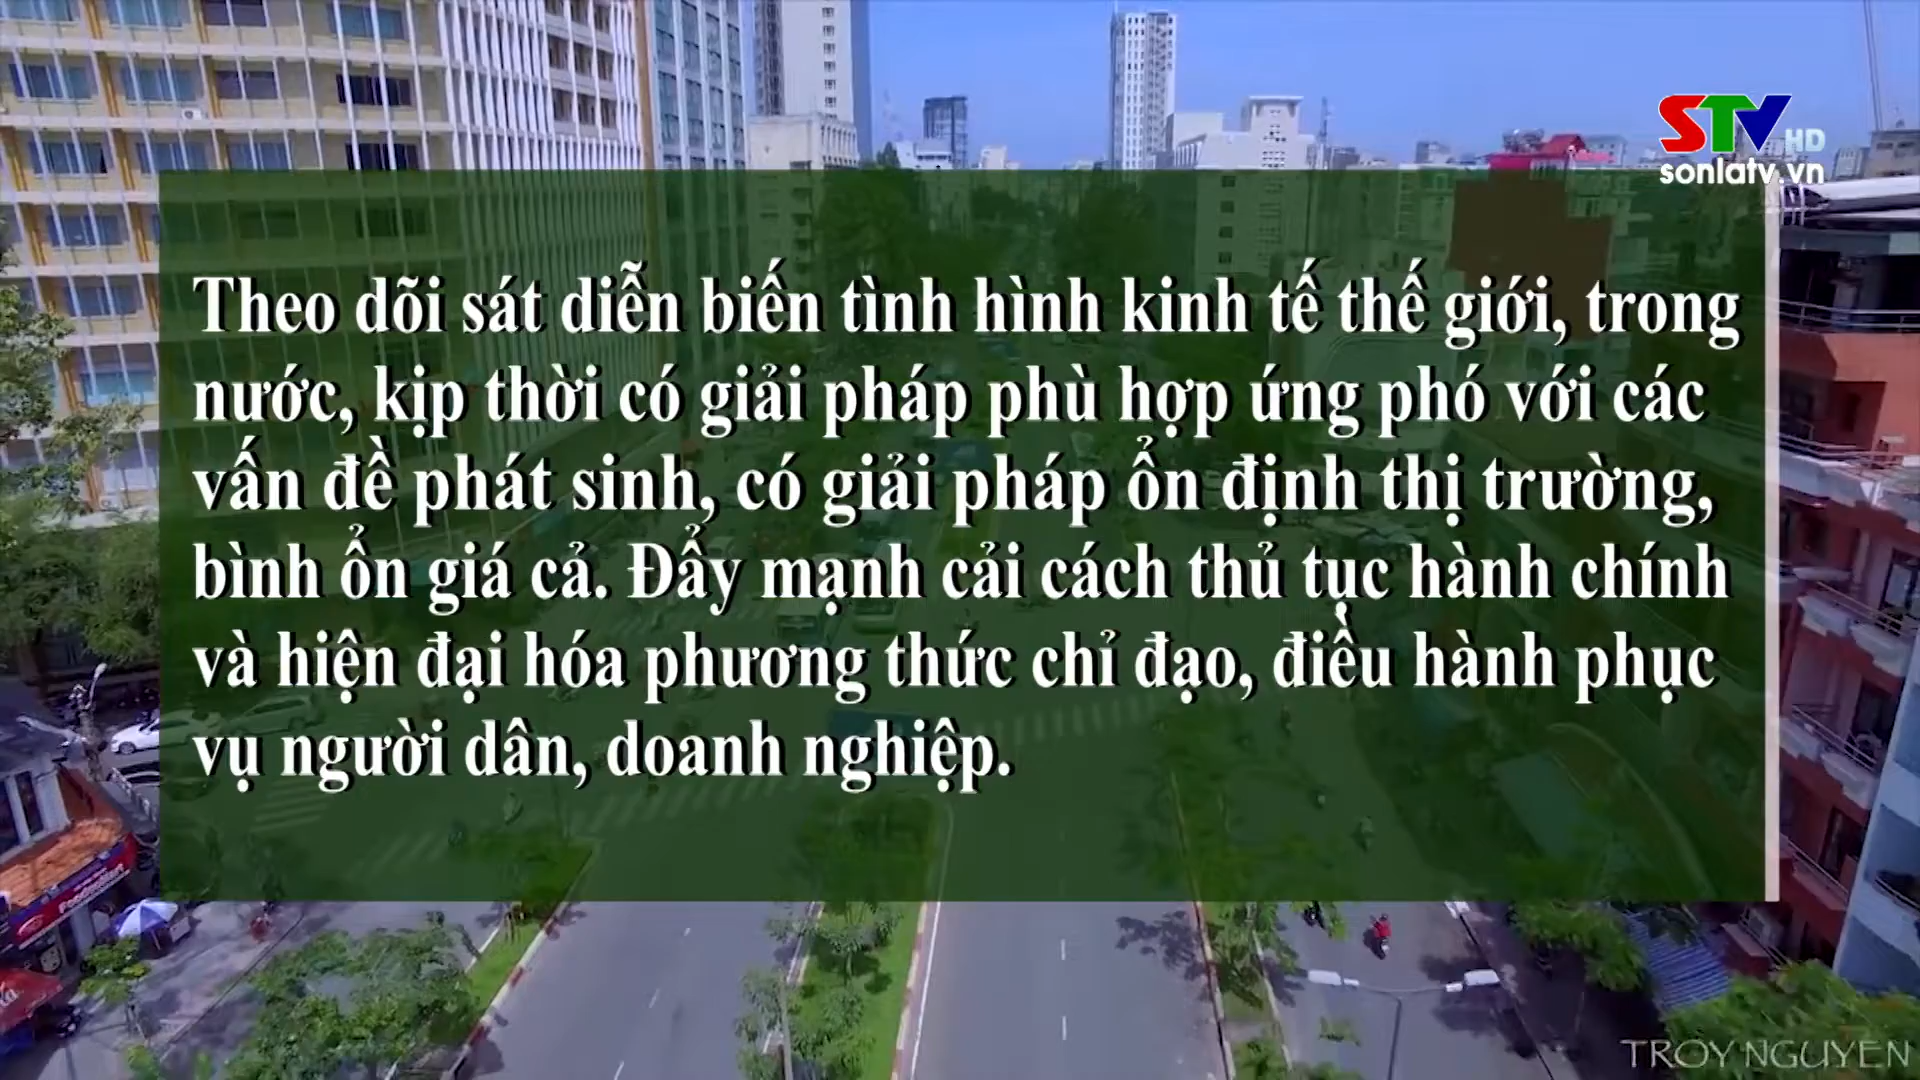 STV HD
sonlatv.vn
Theo dõi sát diễn biến tình hình kinh tế thế giới, trong
nước, kịp thời có giải pháp phù hợp ứng phó với các
vấn đề phát sinh, có giải pháp ổn định thị trường,
bình ổn giá cả. Đẩy mạnh cải cách thủ tục hành chính
và hiện đại hóa phương thức chỉ đạo, điều hành phục
vụ người dân, doanh nghiệp.
TROY NGUYEN